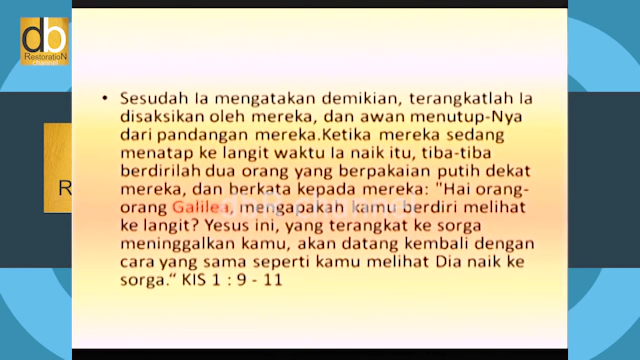 db
RestoratioN
channel
• Sesudah Ia mengatakan demikian, terangkatlah Ia
disaksikan oleh mereka, dan awan menutup-Nya
dari pandangan mereka.Ketika mereka sedang
menatap ke langit waktu Ia naik itu, tiba-tiba
berdirilah dua orang yang berpakaian putih dekat
mereka, dan berkata kepada mereka: "Hai orang-
orang Galilea, mengapakah kamu berdiri melihat
ke langit? Yesus ini, yang terangkat ke sorga
meninggalkan kamu, akan datang kembali dengan
cara yang sama seperti kamu melihat Dia naik ke
sorga.“ KIS 1 : 9 - 11